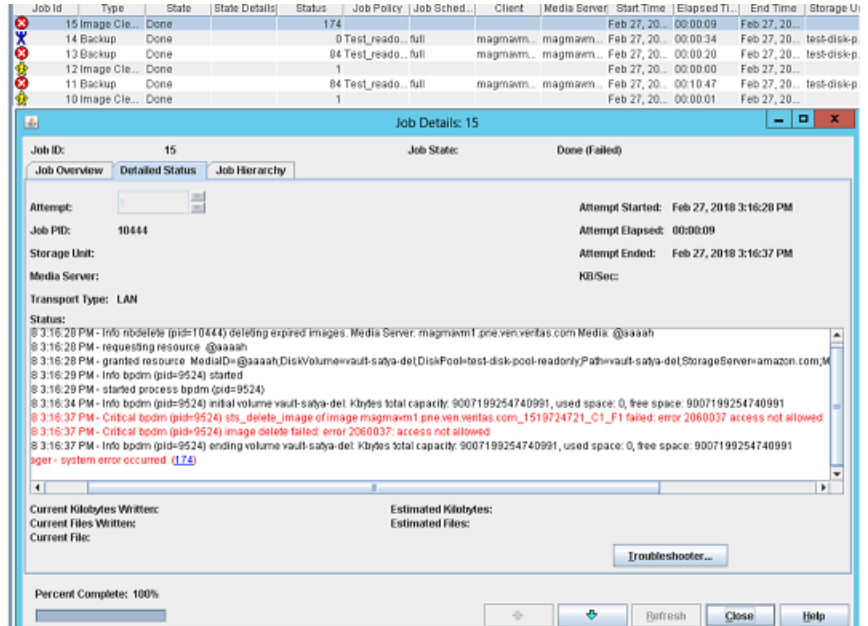 Job Id Type State State Details Status Job Policy Job Sched... Client Media Server Start Time Elapsed Ti... End Time Storage U
15 Image Cle... Done 174 Feb 27, 20... 00:00:09 Feb 27, 20...
14 Backup Done 0 Test_reado... full magmavm... magmavm... Feb 27, 20... 00:00:34 Feb 27, 20... test-disk-p
13 Backup Done 84 Test_reado... full magmavm... magmavm... Feb 27, 20... 00:00:20 Feb 27, 20... test-disk-p
12 Image Cle... Done 1 Feb 27, 20... 00:00:00 Feb 27, 20...
11 Backup Done 84 Test_reado... full magmavm... magmavm... Feb 27, 20... 00:10:47 Feb 27, 20... test-disk-p
10 Image Cle... Done 1 Feb 27, 20... 00:00:01 Feb 27, 20...
Job Details: 15
Job ID: 15 Job State: Done (Failed)
Job Overview Detailed Status Job Hierarchy
Attempt: 1 Attempt Started: Feb 27, 2018 3:16:28 PM
Job PID: 10444 Attempt Elapsed: 00:00:09
Storage Unit: Attempt Ended: Feb 27, 2018 3:16:37 PM
Media Server: KB/Sec:
Transport Type: LAN
Status:
8 3:16:28 PM - Info nbdelete (pid=10444) deleting expired images. Media Server: magmavm1.pne.ven.veritas.com Media: @aaaah
8 3:16:28 PM - requesting resource @aaaah
8 3:16:28 PM - granted resource MediaID=@aaaah;DiskVolume=vault-satya-del;DiskPool=test-disk-pool-readonly;Path=vault-satya-del;StorageServer=amazon.com;M
8 3:16:29 PM - Info bpdm (pid=9524) started
8 3:16:29 PM - started process bpdm (pid=9524)
8 3:16:34 PM - Info bpdm (pid=9524) initial volume vault-satya-del: Kbytes total capacity: 9007199254740991, used space: 0, free space: 9007199254740991
8 3:16:37 PM - Critical bpdm (pid=9524) sts_delete_image of image magmavm1.pne.ven.veritas.com_1519724721_C1_F1 failed: error 2060037 access not allowed
8 3:16:37 PM - Critical bpdm (pid=9524) image delete failed: error 2060037: access not allowed
8 3:16:37 PM - Info bpdm (pid=9524) ending volume vault-satya-del: Kbytes total capacity: 9007199254740991, used space: 0, free space: 9007199254740991
ager - system error occurred (174)
Current Kilobytes Written: Estimated Kilobytes:
Current Files Written: Estimated Files:
Current File:
Troubleshooter...
Percent Complete: 100%
Refresh Close Help